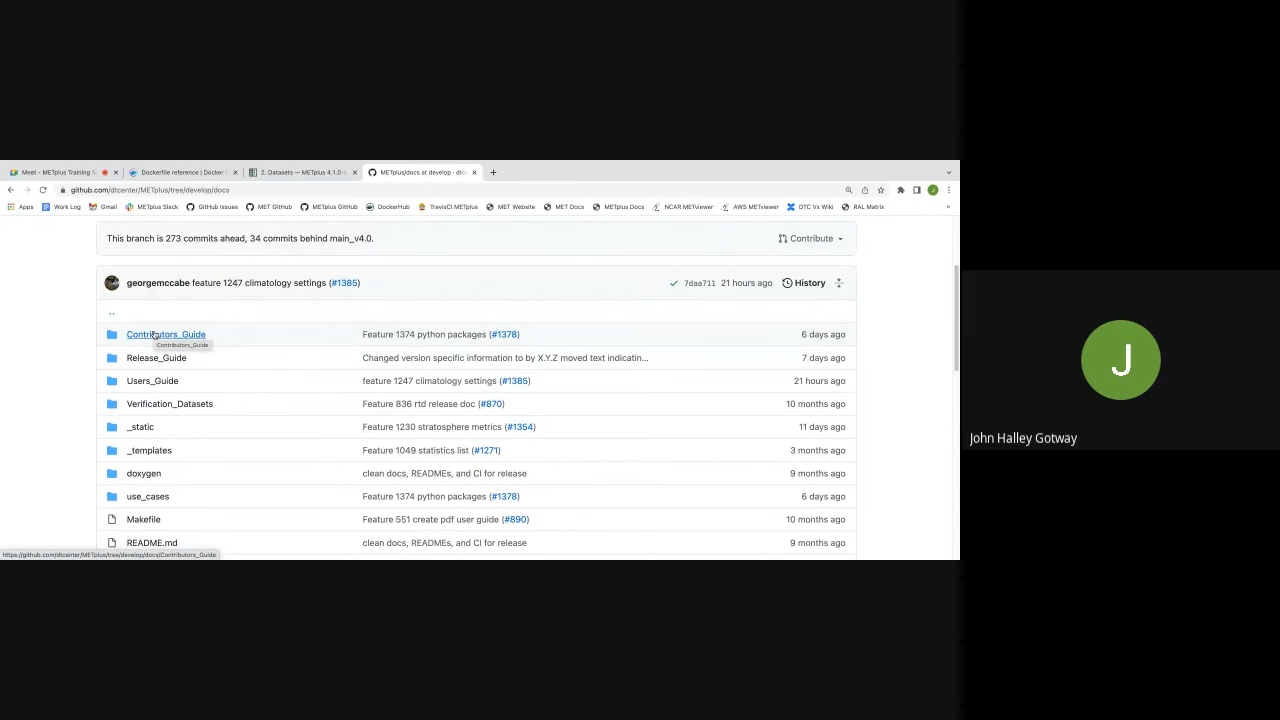 Meet - METplus Training S
Dockerfile reference | Docker
2. Datasets — METplus 4.1.0-
METplus/docs at develop · dtc
github.com/dtcenter/METplus/tree/develop/docs
Apps Work Log Gmail METplus Slack GitHub Issues MET GitHub METplus GitHub DockerHub TravisCI METplus MET Website MET Docs METplus Docs NCAR METviewer AWS METviewer DTC Vx Wiki RAL Matrix
This branch is 273 commits ahead, 34 commits behind main_v4.0.
Contribute
georgemccabe feature 1247 climatology settings (#1385) 7daa711 21 hours ago History
..
Contributors_Guide Feature 1374 python packages (#1378) 6 days ago
Contributors_Guide
Release_Guide Changed version specific information to by X.Y.Z moved text indicatin... 7 days ago
Users_Guide feature 1247 climatology settings (#1385) 21 hours ago
Verification_Datasets Feature 836 rtd release doc (#870) 10 months ago
_static Feature 1230 stratosphere metrics (#1354) 11 days ago
_templates Feature 1049 statistics list (#1271) 3 months ago
doxygen clean docs, READMEs, and CI for release 9 months ago
use_cases Feature 1374 python packages (#1378) 6 days ago
Makefile Feature 551 create pdf user guide (#890) 10 months ago
README.md clean docs, READMEs, and CI for release 9 months ago
https://github.com/dtcenter/METplus/tree/develop/docs/Contributors_Guide
J
John Halley Gotway